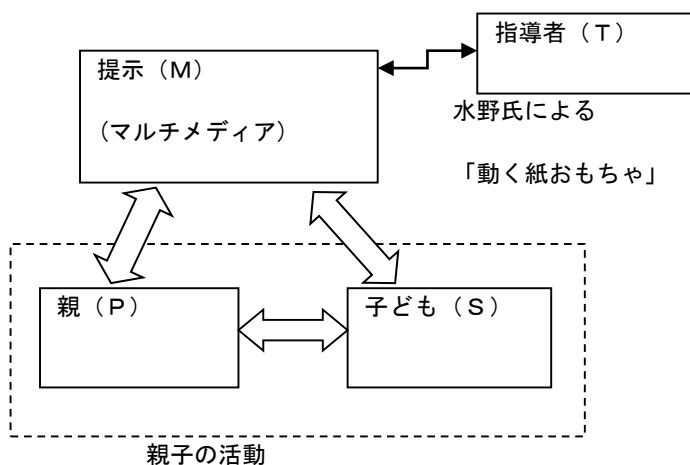 指導者（Ｔ）
提示（Ｍ）
（マルチメディア）
水野氏による
「動く紙おもちゃ」
親（Ｐ）
子ども（Ｓ）
親子の活動